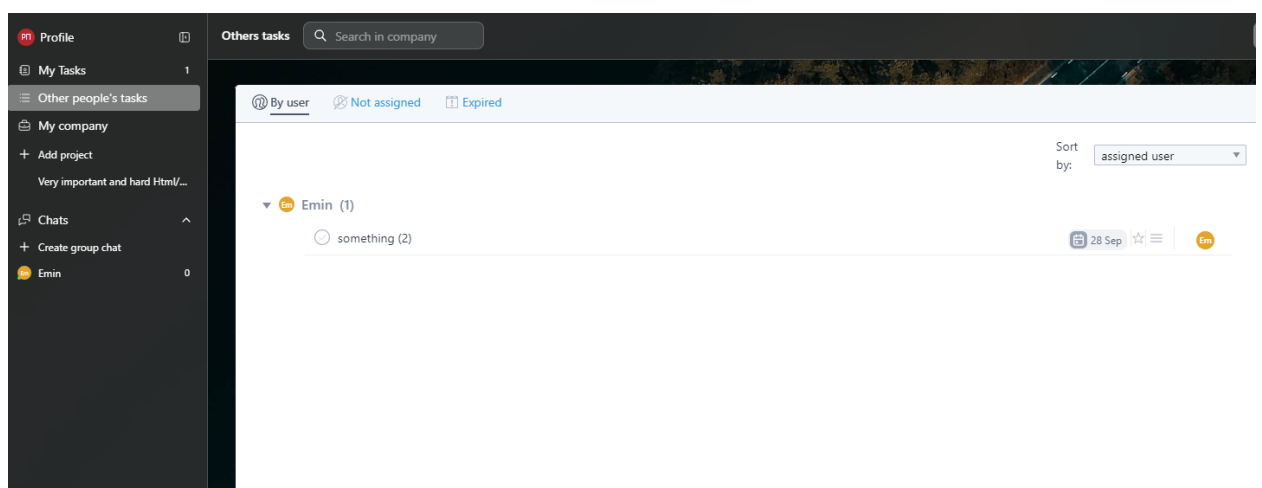 РП Profile
My Tasks 1
Other people's tasks
My company
+ Add project
Very important and hard Html/...
Chats
+ Create group chat
Em Emin 0
Others tasks Search in company
By user Not assigned Expired
Sort
by: assigned user
Em Emin (1)
something (2) 28 Sep Em